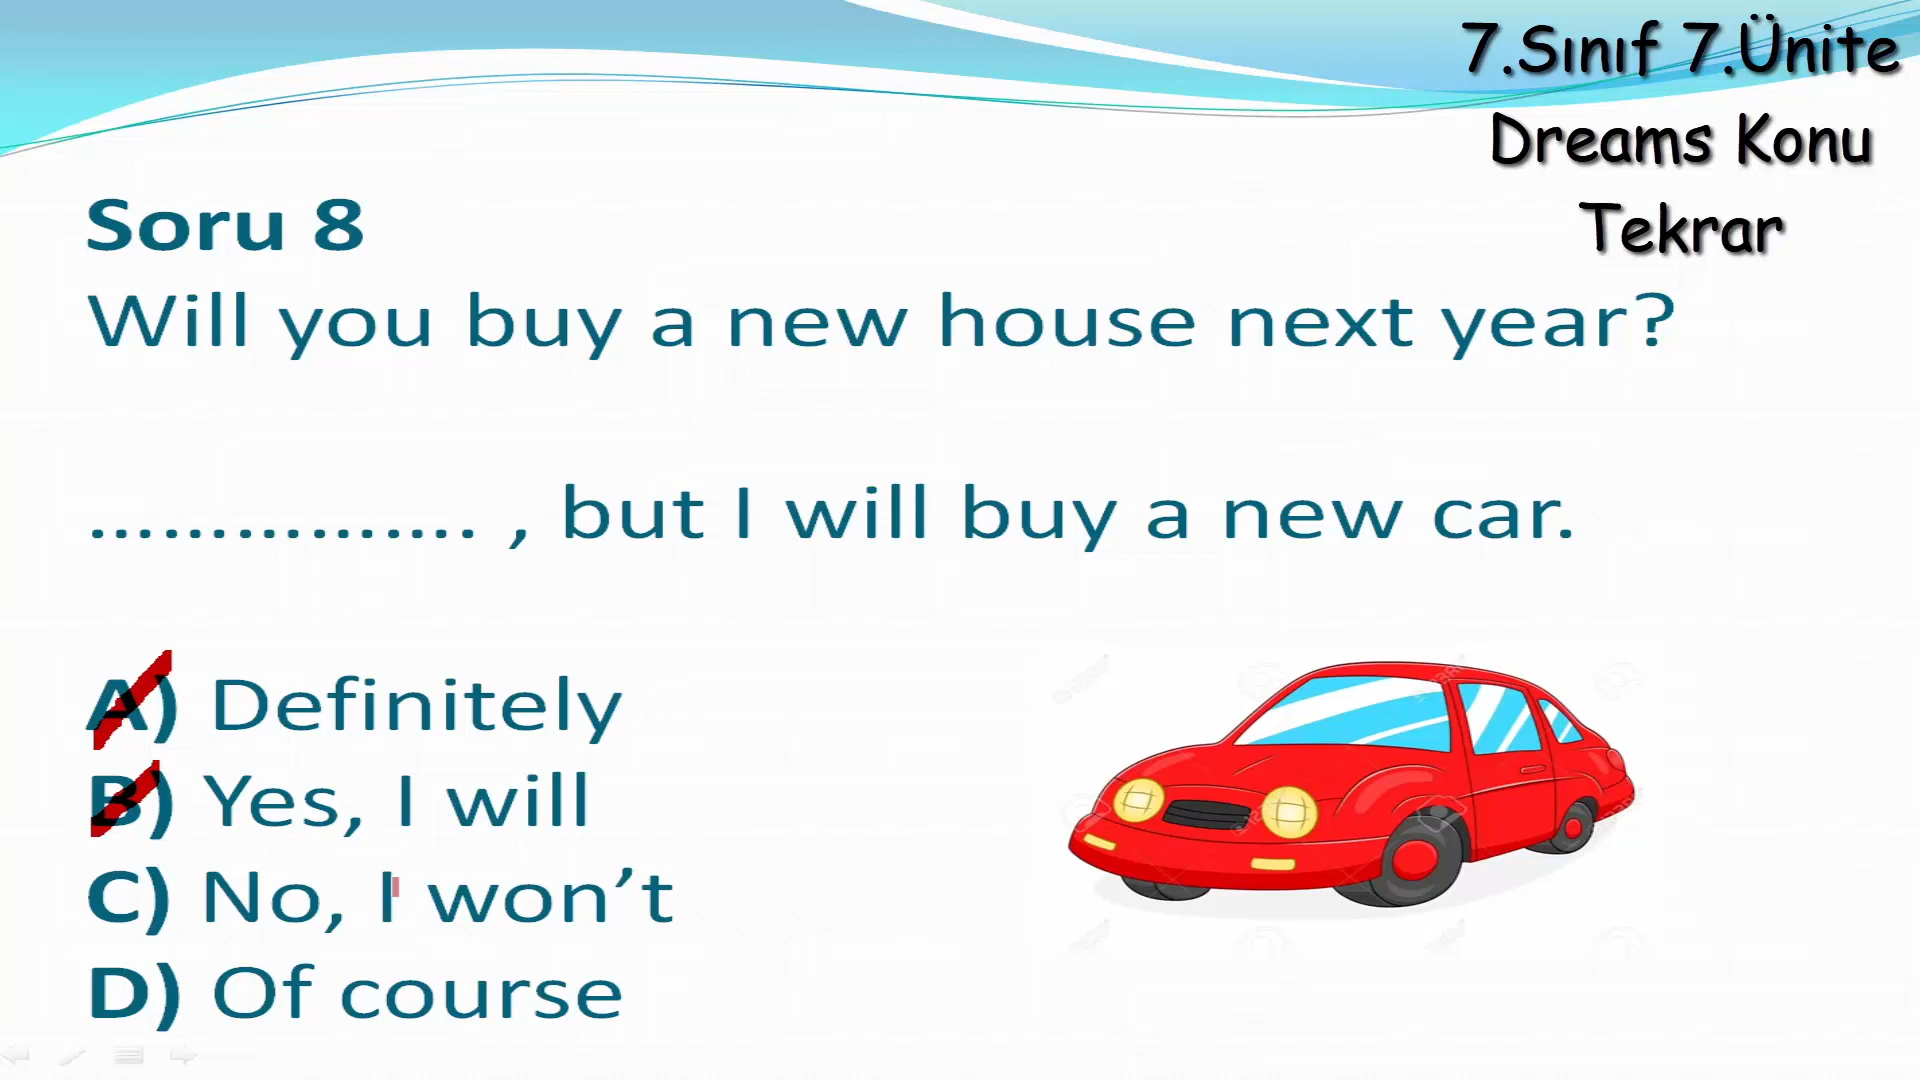 7.Sınıf 7.Ünite
Dreams Konu
Tekrar
Soru 8
Will you buy a new house next year?
................ , but I will buy a new car.
A) Definitely
B) Yes, I will
C) No, I won’t
D) Of course